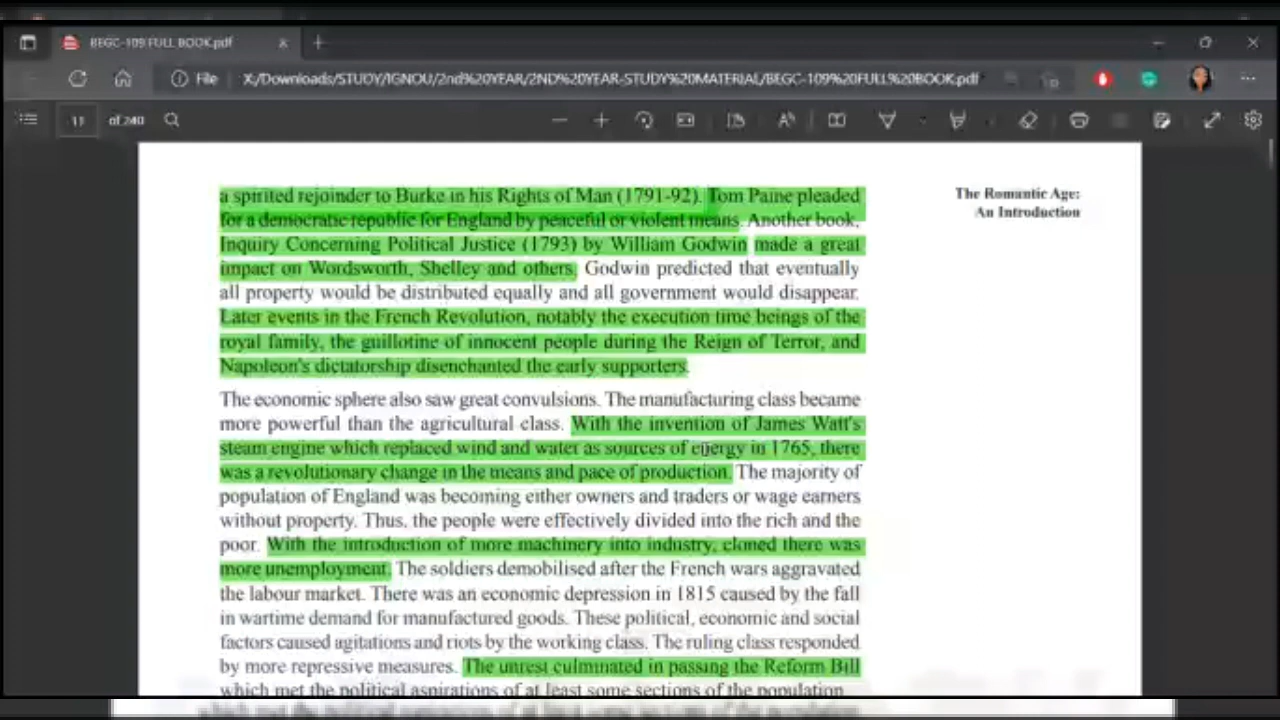 BEGC-109 FULL BOOK.pdf
File X:/Downloads/STUDY/IGNOU/2nd%20YEAR/2ND%20YEAR-STUDY%20MATERIAL/BEGC-109%20FULL%20BOOK.pdf
11 of 240
The Romantic Age:
An Introduction
a spirited rejoinder to Burke in his Rights of Man (1791-92). Tom Paine pleaded
for a democratic republic for England by peaceful or violent means. Another book,
Inquiry Concerning Political Justice (1793) by William Godwin made a great
impact on Wordsworth, Shelley and others. Godwin predicted that eventually
all property would be distributed equally and all government would disappear.
Later events in the French Revolution, notably the execution time beings of the
royal family, the guillotine of innocent people during the Reign of Terror, and
Napoleon's dictatorship disenchanted the early supporters.
The economic sphere also saw great convulsions. The manufacturing class became
more powerful than the agricultural class. With the invention of James Watt's
steam engine which replaced wind and water as sources of energy in 1765, there
was a revolutionary change in the means and pace of production. The majority of
population of England was becoming either owners and traders or wage earners
without property. Thus, the people were effectively divided into the rich and the
poor. With the introduction of more machinery into industry, cloned there was
more unemployment. The soldiers demobilised after the French wars aggravated
the labour market. There was an economic depression in 1815 caused by the fall
in wartime demand for manufactured goods. These political, economic and social
factors caused agitations and riots by the working class. The ruling class responded
by more repressive measures. The unrest culminated in passing the Reform Bill
which met the political aspirations of at least some sections of the population